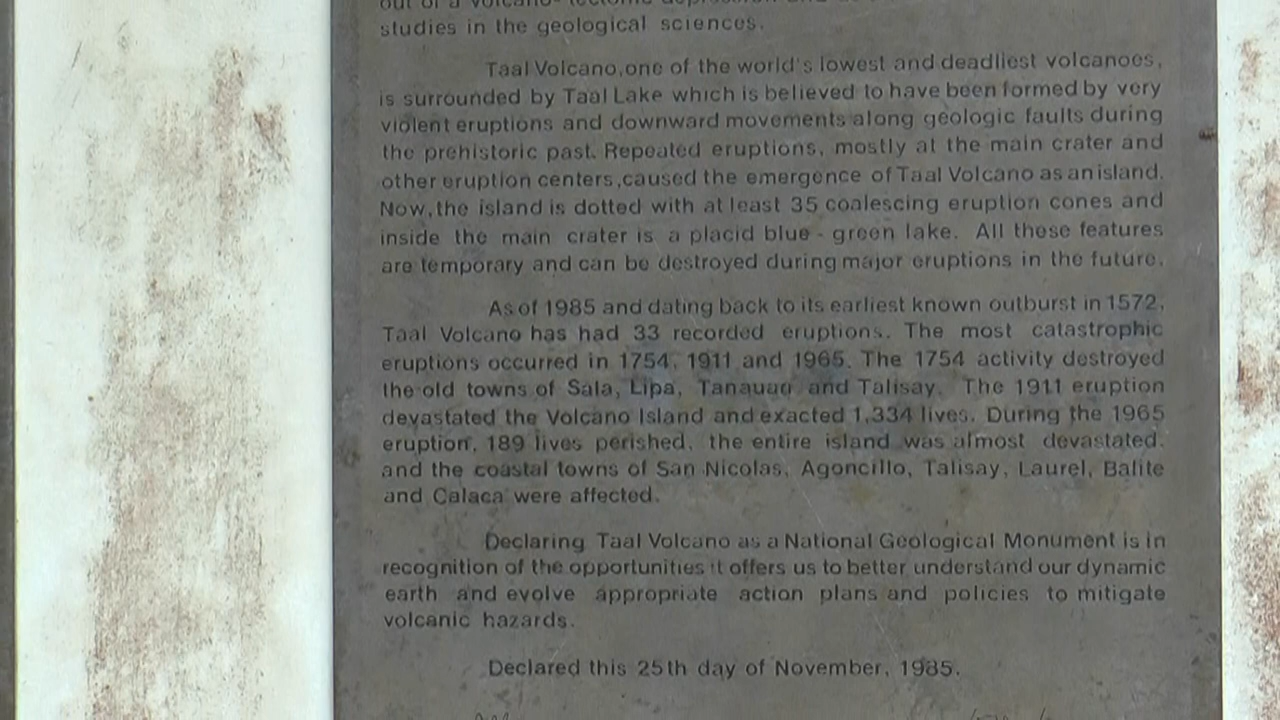 out of a volcano-tectonic depression and
studies in the geological sciences.
Taal Volcano, one of the world's lowest and deadliest volcanoes,
is surrounded by Taal Lake which is believed to have been formed by very
violent eruptions and downward movements along geologic faults during
the prehistoric past. Repeated eruptions, mostly at the main crater and
other eruption centers, caused the emergence of Taal Volcano as an island.
Now, the island is dotted with at least 35 coalescing eruption cones and
inside the main crater is a placid blue - green lake. All these features
are temporary and can be destroyed during major eruptions in the future.
As of 1985 and dating back to its earliest known outburst in 1572,
Taal Volcano has had 33 recorded eruptions. The most catastrophic
eruptions occurred in 1754, 1911 and 1965. The 1754 activity destroyed
the old towns of Sala, Lipa, Tanauan and Talisay. The 1911 eruption
devastated the Volcano Island and exacted 1,334 lives. During the 1965
eruption, 189 lives perished, the entire island was almost devastated,
and the coastal towns of San Nicolas, Agoncillo, Talisay, Laurel, Balite
and Calaca were affected.
Declaring Taal Volcano as a National Geological Monument is in
recognition of the opportunities it offers us to better understand our dynamic
earth and evolve appropriate action plans and policies to mitigate
volcanic hazards.
Declared this 25th day of November, 1985.